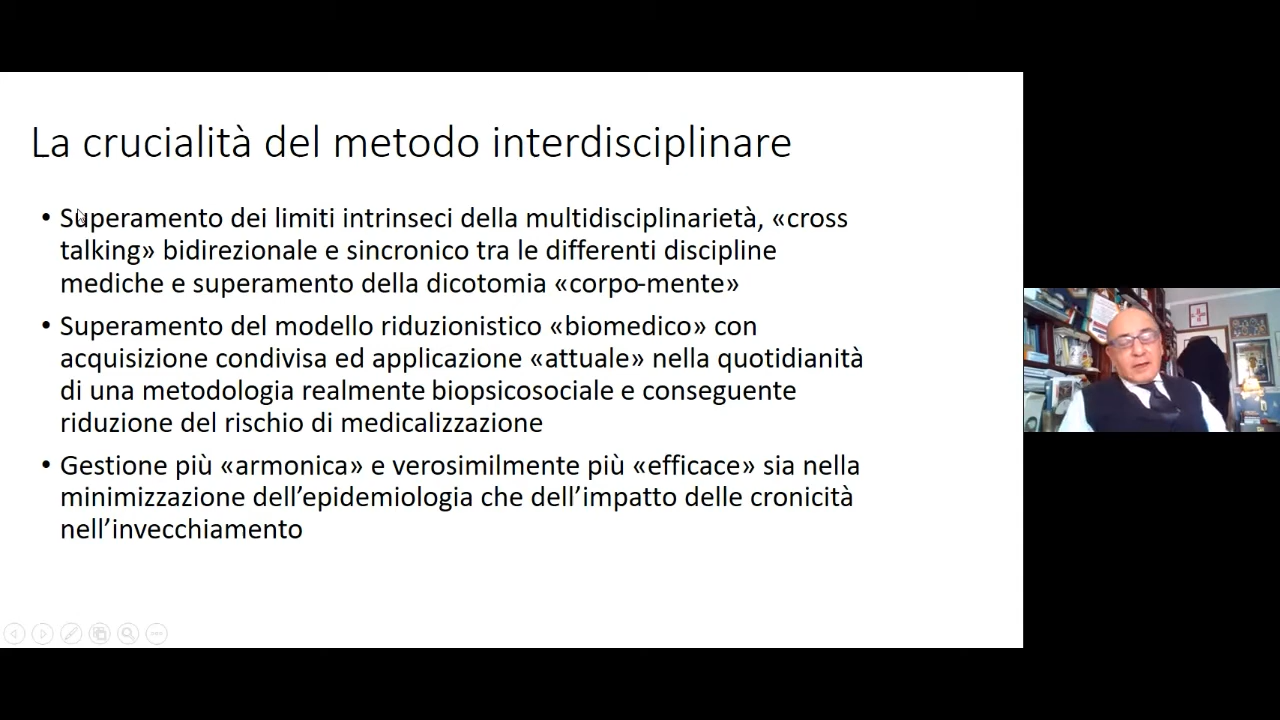 La crucialità del metodo interdisciplinare
• Superamento dei limiti intrinseci della multidisciplinarietà, «cross
talking» bidirezionale e sincronico tra le differenti discipline
mediche e superamento della dicotomia «corpo-mente»
• Superamento del modello riduzionistico «biomedico» con
acquisizione condivisa ed applicazione «attuale» nella quotidianità
di una metodologia realmente biopsicosociale e conseguente
riduzione del rischio di medicalizzazione
• Gestione più «armonica» e verosimilmente più «efficace» sia nella
minimizzazione dell’epidemiologia che dell’impatto delle cronicità
nell’invecchiamento